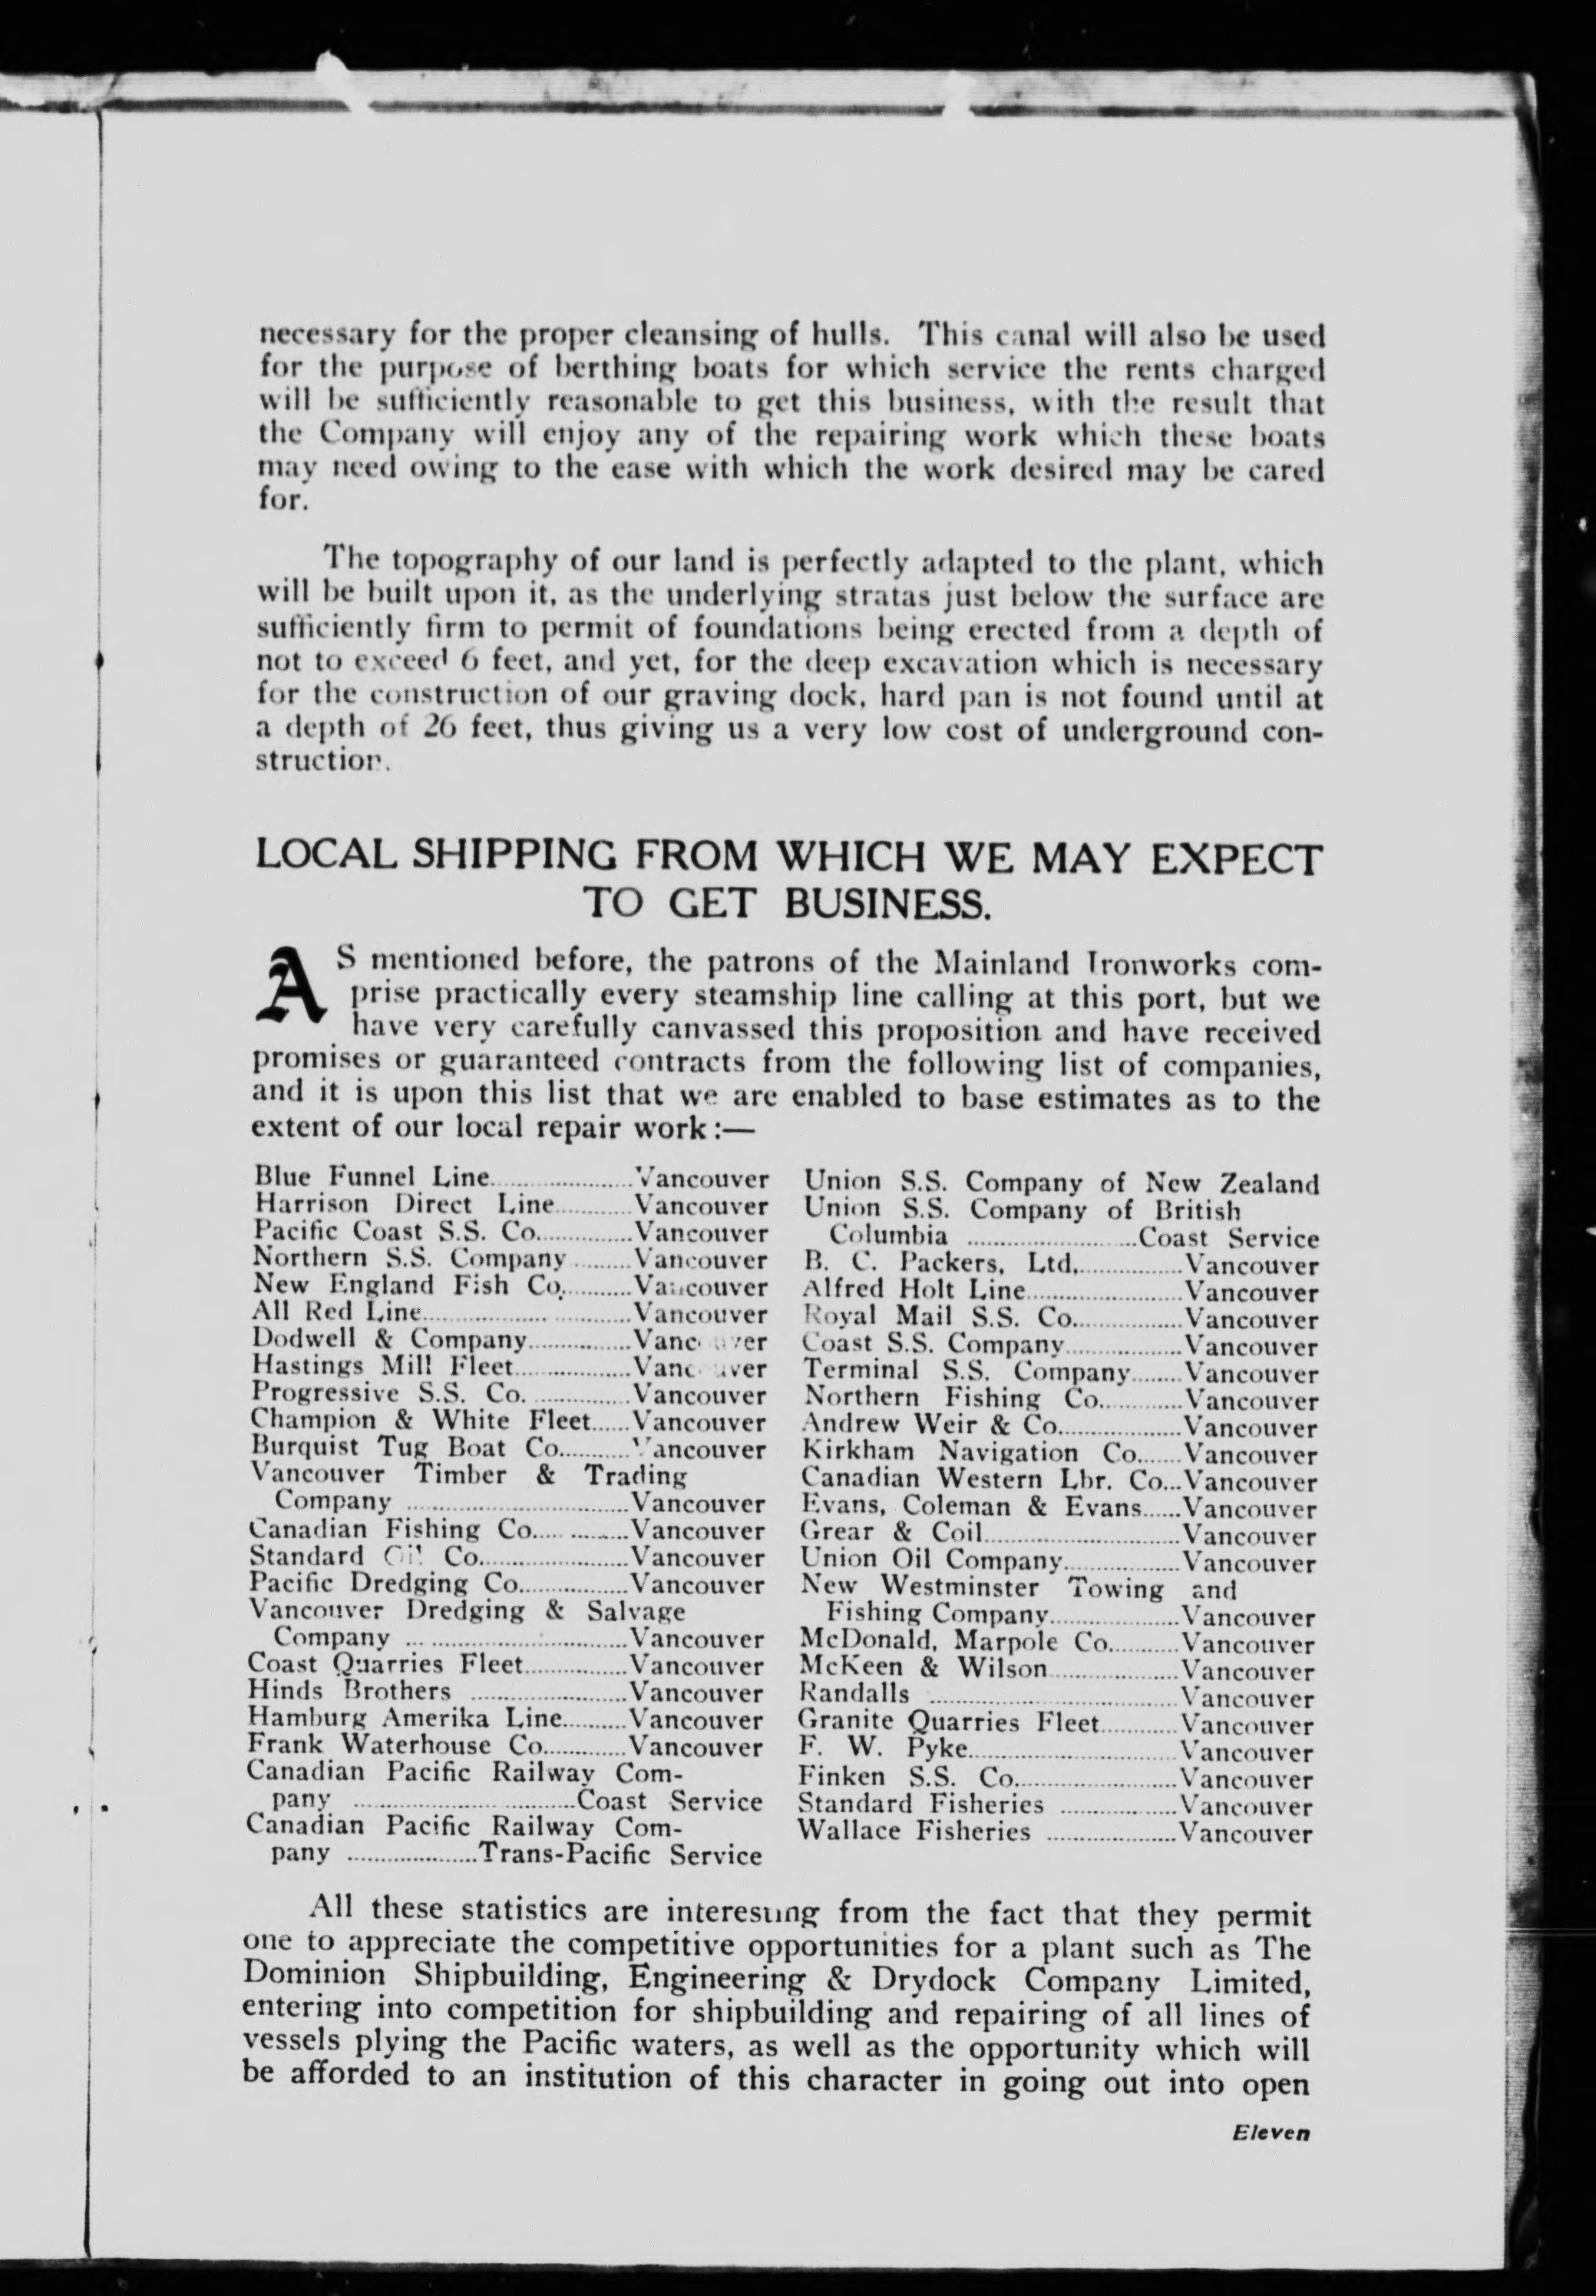 necessary for the proper cleansing of hulls. This canal will also be used
for the purpose of berthing boats for which service the rents charged
will be sufficiently reasonable to get this business, with the result that
the Company will enjoy any of the repairing work which these boats
may need owing to the ease with which the work desired may be cared
for.
The topography of our land is perfectly adapted to the plant, which
will be built upon it, as the underlying stratas just below the surface are
sufficiently firm to permit of foundations being erected from a depth of
not to exceed 6 feet, and yet, for the deep excavation which is necessary
for the construction of our graving dock, hard pan is not found until at
a depth of 26 feet, thus giving us a very low cost of underground con-
struction.
LOCAL SHIPPING FROM WHICH WE MAY EXPECT
TO GET BUSINESS.
AS mentioned before, the patrons of the Mainland Ironworks com-
prise practically every steamship line calling at this port, but we
have very carefully canvassed this proposition and have received
promises or guaranteed contracts from the following list of companies,
and it is upon this list that we are enabled to base estimates as to the
extent of our local repair work:—
Blue Funnel Line....................Vancouver
Harrison Direct Line...........Vancouver
Pacific Coast S.S. Co..............Vancouver
Northern S.S. Company.........Vancouver
New England Fish Co...........Vancouver
All Red Line..............................Vancouver
Dodwell & Company...............Vancouver
Hastings Mill Fleet.................Vancouver
Progressive S.S. Co. ..............Vancouver
Champion & White Fleet.....Vancouver
Burquist Tug Boat Co..........Vancouver
Vancouver Timber & Trading
Company ................................Vancouver
Canadian Fishing Co..............Vancouver
Standard Oil Co......................Vancouver
Pacific Dredging Co................Vancouver
Vancouver Dredging & Salvage
Company ................................Vancouver
Coast Quarries Fleet...............Vancouver
Hinds Brothers .......................Vancouver
Hamburg Amerika Line.........Vancouver
Frank Waterhouse Co............Vancouver
Canadian Pacific Railway Com-
pany ................................Coast Service
Canadian Pacific Railway Com-
pany ...................Trans-Pacific Service
Union S.S. Company of New Zealand
Union S.S. Company of British
Columbia .........................Coast Service
B. C. Packers, Ltd,...............Vancouver
Alfred Holt Line.......................Vancouver
Royal Mail S.S. Co................Vancouver
Coast S.S. Company.................Vancouver
Terminal S.S. Company........Vancouver
Northern Fishing Co............Vancouver
Andrew Weir & Co..................Vancouver
Kirkham Navigation Co.......Vancouver
Canadian Western Lbr. Co...Vancouver
Evans, Coleman & Evans......Vancouver
Grear & Coil............................Vancouver
Union Oil Company.................Vancouver
New Westminster Towing and
Fishing Company...................Vancouver
McDonald, Marpole Co..........Vancouver
McKeen & Wilson...................Vancouver
Randalls ....................................Vancouver
Granite Quarries Fleet...........Vancouver
F. W. Pyke..............................Vancouver
Finken S.S. Co.......................Vancouver
Standard Fisheries .................Vancouver
Wallace Fisheries ...................Vancouver
All these statistics are interesting from the fact that they permit
one to appreciate the competitive opportunities for a plant such as The
Dominion Shipbuilding, Engineering & Drydock Company Limited,
entering into competition for shipbuilding and repairing of all lines of
vessels plying the Pacific waters, as well as the opportunity which will
be afforded to an institution of this character in going out into open
Eleven